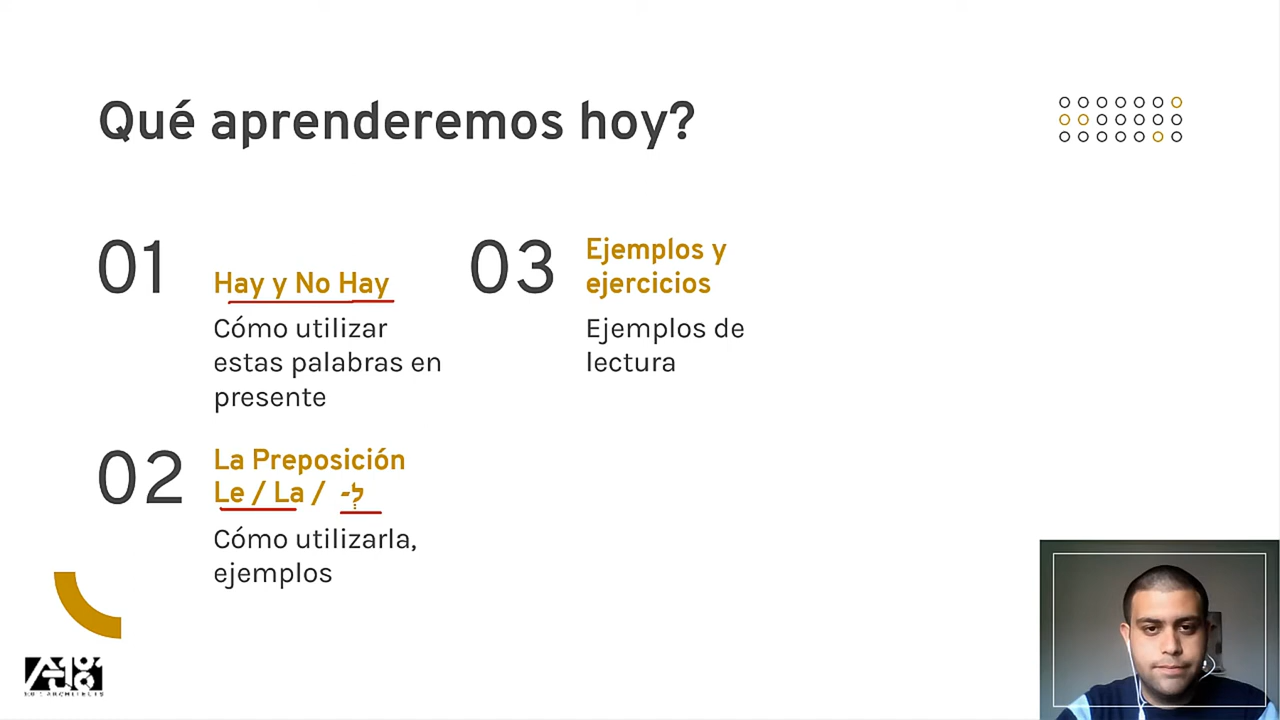 Qué aprenderemos hoy?
01
Hay y No Hay
Cómo utilizar
estas palabras en
presente
02
La Preposición
Le / La / לְ-
Cómo utilizarla,
ejemplos
03
Ejemplos y
ejercicios
Ejemplos de
lectura